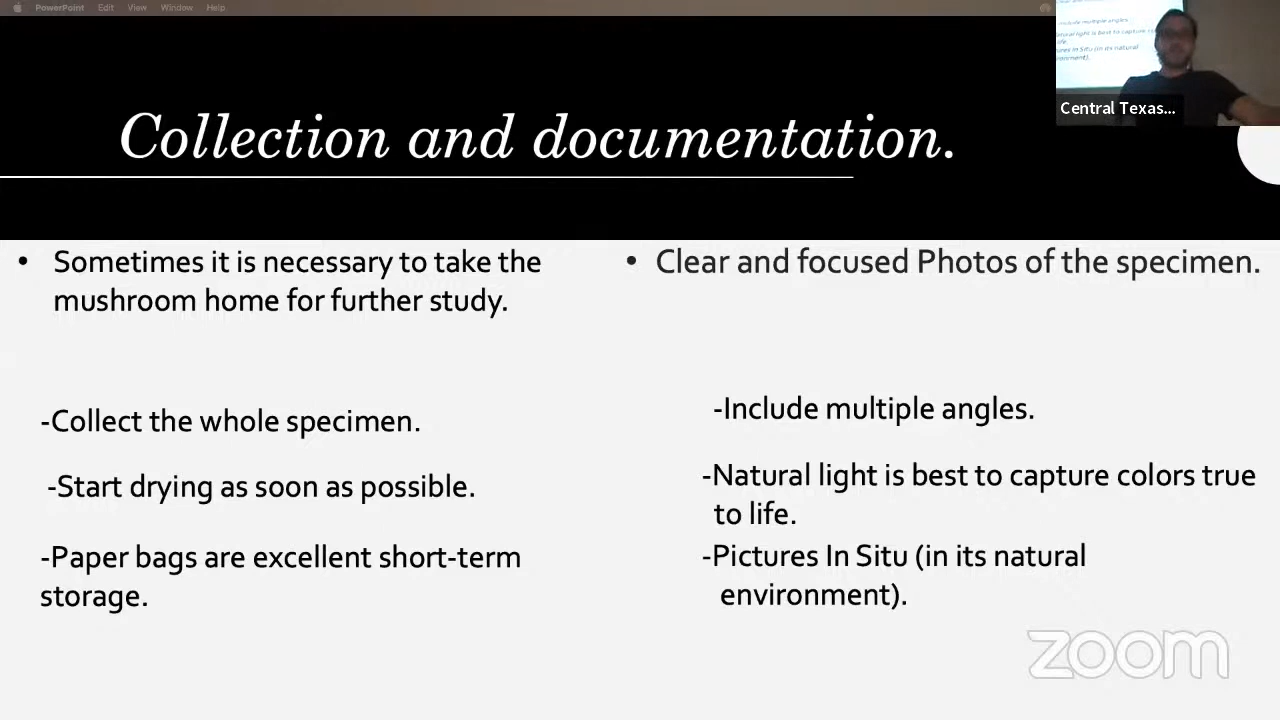 PowerPoint Edit View Window Help
Include multiple angles.
Central Texas...
Collection and documentation.
• Sometimes it is necessary to take the
mushroom home for further study.
-Collect the whole specimen.
-Start drying as soon as possible.
-Paper bags are excellent short-term
storage.
• Clear and focused Photos of the specimen.
-Include multiple angles.
-Natural light is best to capture colors true
to life.
-Pictures In Situ (in its natural
environment).
zoom